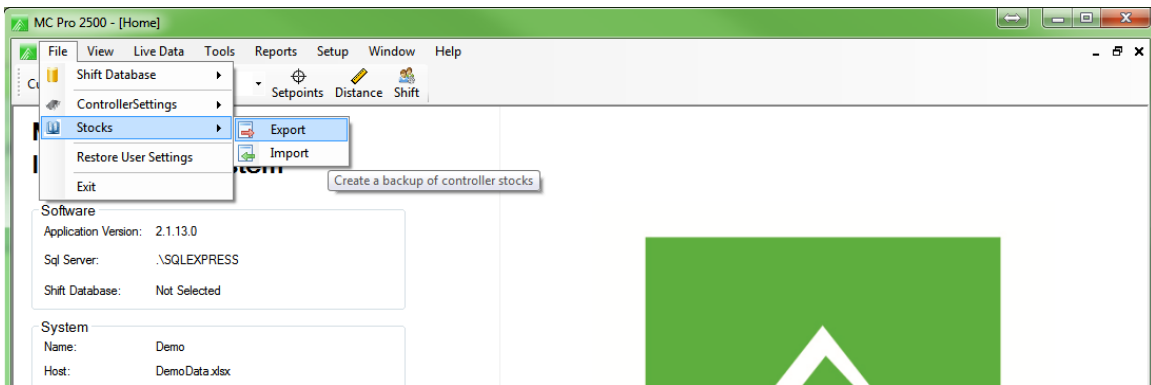 MC Pro 2500 - [Home]
File View Live Data Tools Reports Setup Window Help
Shift Database
Setpoints Distance Shift
ControllerSettings
Stocks
Export
Import
Restore User Settings
Create a backup of controller stocks
Exit
Software
Application Version: 2.1.13.0
Sql Server: .\SQLEXPRESS
Shift Database: Not Selected
System
Name: Demo
Host: DemoData.xlsx